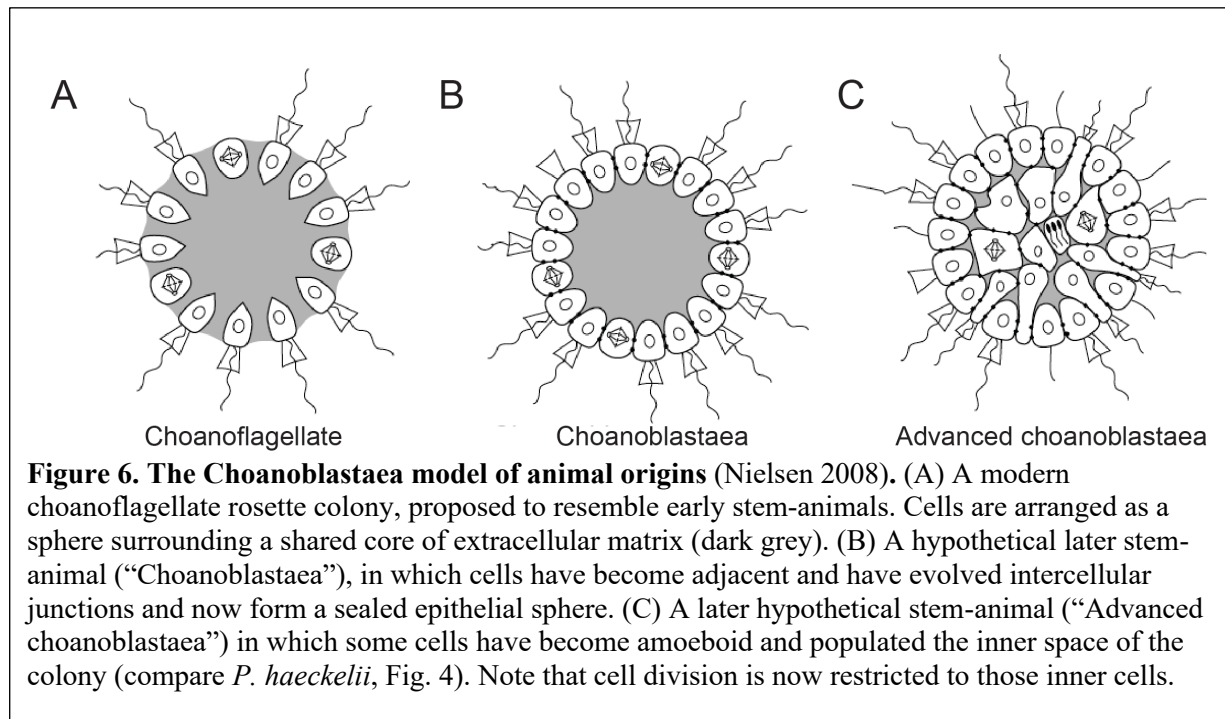 A
B
C
Choanoflagellate
Choanoblastaea
Advanced choanoblastaea
Figure 6. The Choanoblastaea model of animal origins (Nielsen 2008). (A) A modern
choanoflagellate rosette colony, proposed to resemble early stem-animals. Cells are arranged as a
sphere surrounding a shared core of extracellular matrix (dark grey). (B) A hypothetical later stem-
animal (“Choanoblastaea”), in which cells have become adjacent and have evolved intercellular
junctions and now form a sealed epithelial sphere. (C) A later hypothetical stem-animal (“Advanced
choanoblastaea”) in which some cells have become amoeboid and populated the inner space of the
colony (compare P. haeckelii, Fig. 4). Note that cell division is now restricted to those inner cells.